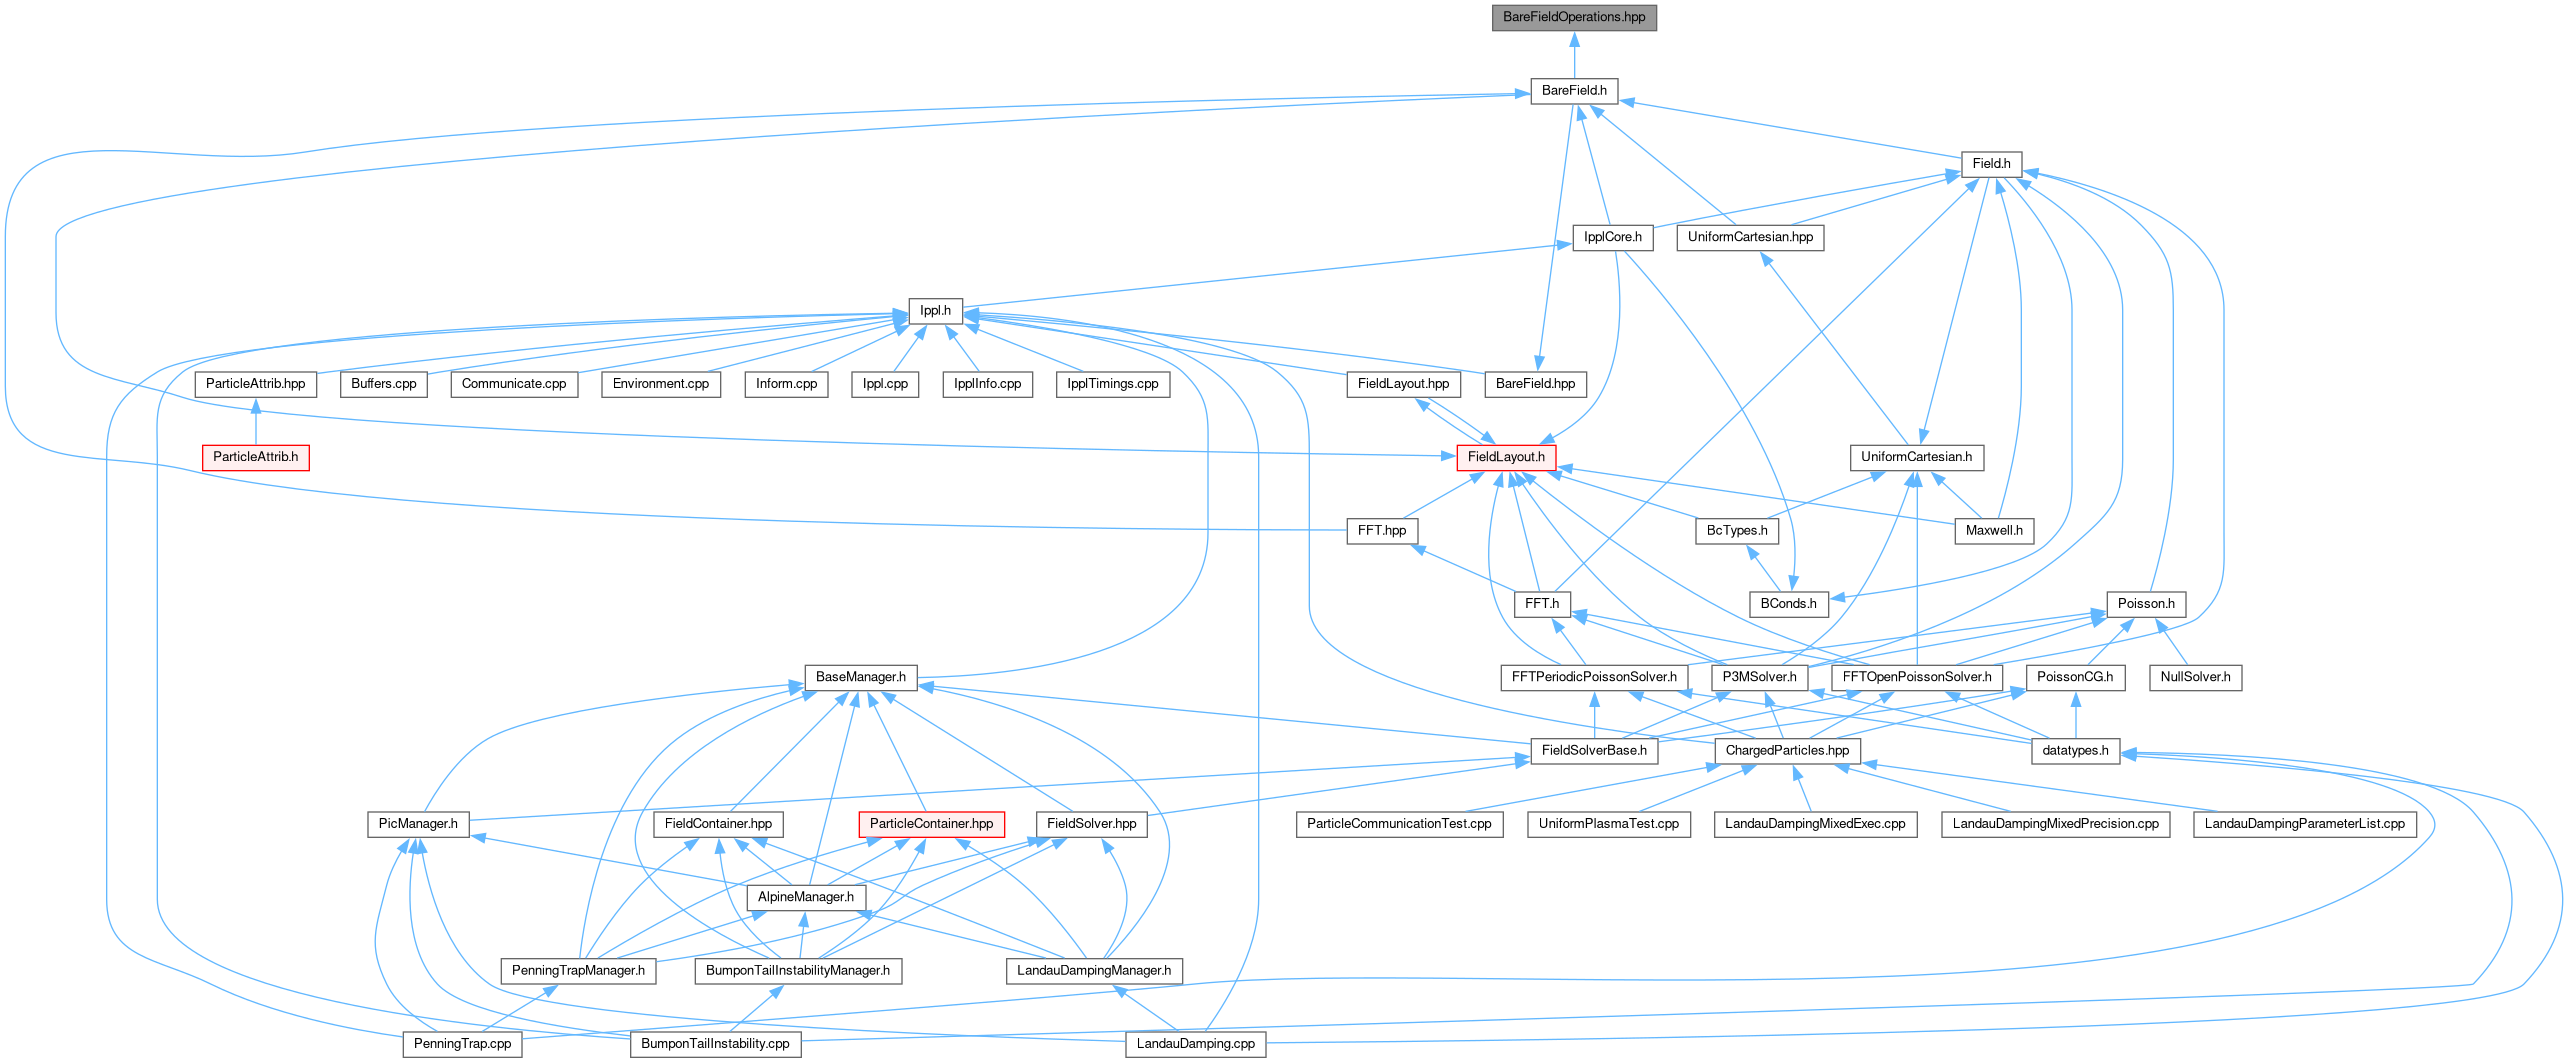 BareFieldOperations.hpp
BareField.h
Field.h
IpplCore.h
UniformCartesian.hpp
Ippl.h
ParticleAttrib.hpp
Buffers.cpp
Communicate.cpp
Environment.cpp
Inform.cpp
Ippl.cpp
IpplInfo.cpp
IpplTimings.cpp
FieldLayout.hpp
BareField.hpp
ParticleAttrib.h
FieldLayout.h
UniformCartesian.h
FFT.hpp
BcTypes.h
Maxwell.h
FFT.h
BConds.h
Poisson.h
BaseManager.h
FFTPeriodicPoissonSolver.h
P3MSolver.h
FFTOpenPoissonSolver.h
PoissonCG.h
NullSolver.h
FieldSolverBase.h
ChargedParticles.hpp
datatypes.h
PicManager.h
FieldContainer.hpp
ParticleContainer.hpp
FieldSolver.hpp
ParticleCommunicationTest.cpp
UniformPlasmaTest.cpp
LandauDampingMixedExec.cpp
LandauDampingMixedPrecision.cpp
LandauDampingParameterList.cpp
AlpineManager.h
PenningTrapManager.h
BumponTailInstabilityManager.h
LandauDampingManager.h
PenningTrap.cpp
BumponTailInstability.cpp
LandauDamping.cpp